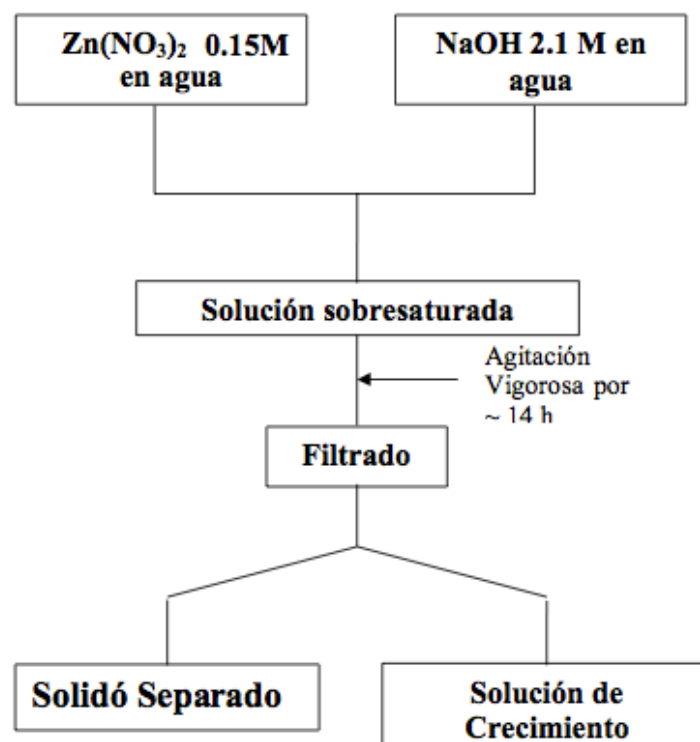 Zn(NO₃)₂ 0.15M
en agua
NaOH 2.1 M en
agua
Solución sobresaturada
Agitación
Vigorosa por
~ 14 h
Filtrado
Solidó Separado
Solución de
Crecimiento